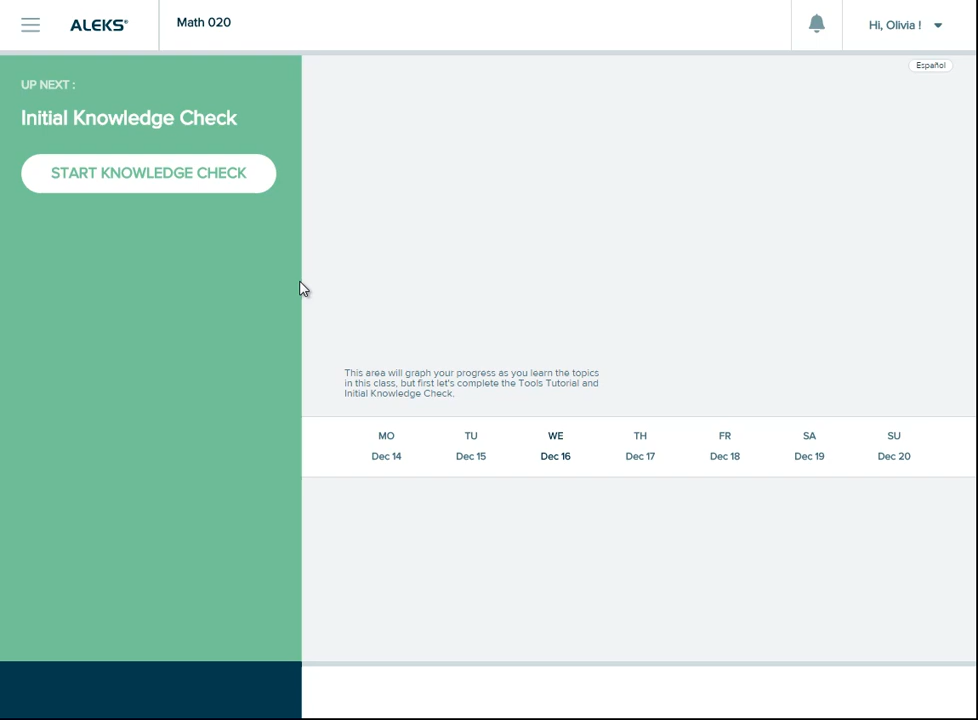 ALEKS®
Math 020
Hi, Olivia !
Español
UP NEXT :
Initial Knowledge Check
START KNOWLEDGE CHECK
This area will graph your progress as you learn the topics
in this class, but first let's complete the Tools Tutorial and
Initial Knowledge Check.
MO TU WE TH FR SA SU
Dec 14 Dec 15 Dec 16 Dec 17 Dec 18 Dec 19 Dec 20